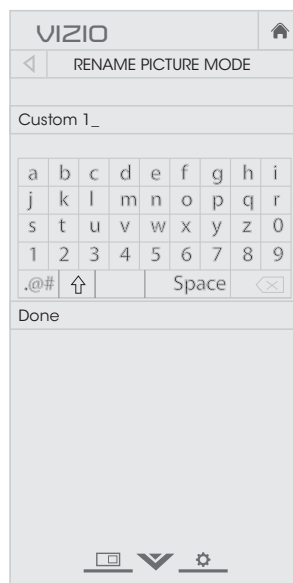 VIZIO
RENAME PICTURE MODE
Custom 1_
a b c d e f g h i
j k l m n o p q r
s t u v w x y z 0
1 2 3 4 5 6 7 8 9
.@# Space
Done